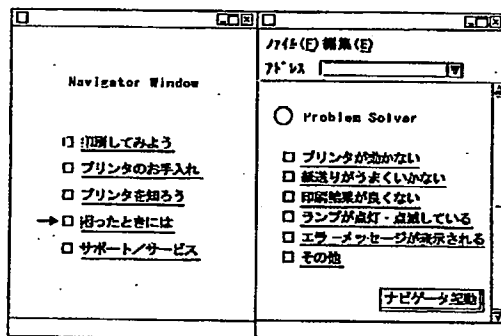 Navigator Window
印刷してみよう
プリンタのお手入れ
プリンタを知ろう
困ったときには
サポート/サービス
ファイル(F) 編集(E)
アドレス
Problem Solver
プリンタが動かない
紙送りがうまくいかない
印刷結果が良くない
ランプが点灯・点滅している
エラーメッセージが表示される
その他
ナビゲータ起動